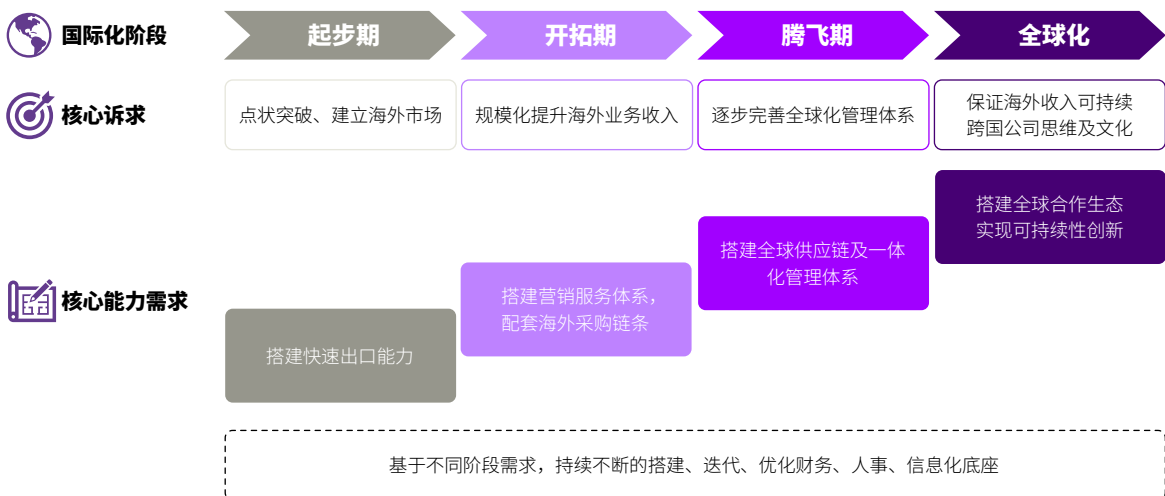 国际化阶段
起步期
开拓期
腾飞期
全球化
核心诉求
点状突破、建立海外市场
规模化提升海外业务收入
逐步完善全球化管理体系
保证海外收入可持续
跨国公司思维及文化
核心能力需求
搭建快速出口能力
搭建营销服务体系，
配套海外采购链条
搭建全球供应链及一体
化管理体系
搭建全球合作生态
实现可持续性创新
基于不同阶段需求，持续不断的搭建、迭代、优化财务、人事、信息化底座